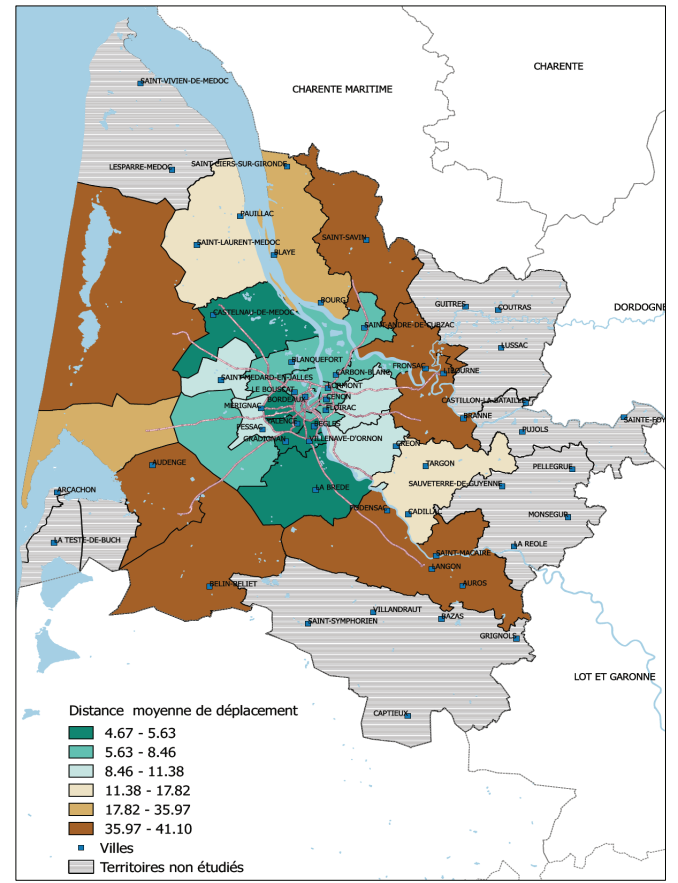 CHARENTE
SAINT-VIVIEN-DE-MEDOC
CHARENTE MARITIME
SAINT-CIERS-SUR-GIRONDE
LESPARRE-MEDOC
PAUILLAC
SAINT-SAVIN
SAINT-LAURENT-MEDOC
BLAYE
BOURG
GUITRES
COUTRAS
DORDOGNE
CASTELNAU-DE-MEDOC
SAINT-ANDRE-DE-CUBZAC
LUSSAC
BLANQUEFORT
FRONSAC
LIBOURNE
CARBON-BLANC
SAINT-MEDARD-EN-JALLES
LORMONT
LE BOUSCAT
BORDEAUX
CENON
CASTILLON-LA-BATAILLE
MERIGNAC
FLOIRAC
BRANNE
SAINTE-FOY
TALENCE
BEGLES
PESSAC
PUJOLS
GRADIGNAN
VILLENAVE-D'ORNON
CREON
AUDENGE
TARGON
PELLEGRUE
SAUVETERRE-DE-GUYENNE
ARCACHON
LA BREDE
PODENSAC
CADILLAC
MONSEGUR
LA TESTE-DE-BUCH
LA REOLE
SAINT-MACAIRE
LANGON
BELIN-BELIET
AUROS
VILLANDRAUT
SAINT-SYMPHORIEN
BAZAS
GRIGNOLS
LOT ET GARONNE
CAPTIEUX
Distance moyenne de déplacement
4.67 - 5.63
5.63 - 8.46
8.46 - 11.38
11.38 - 17.82
17.82 - 35.97
35.97 - 41.10
Villes
Territoires non étudiés